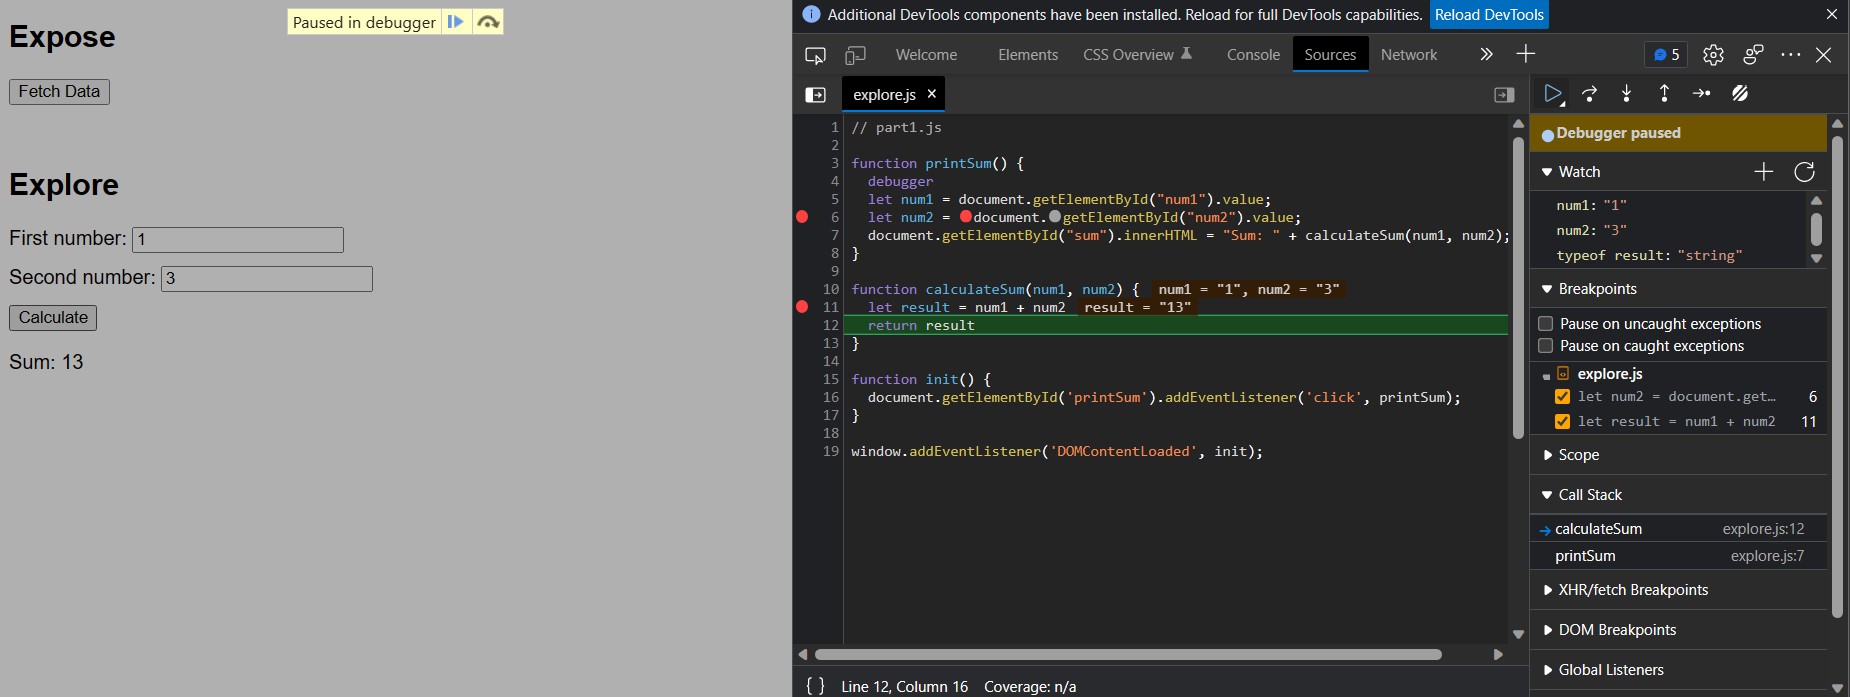 Expose
Paused in debugger
Fetch Data
Explore
First number: 1
Second number: 3
Calculate
Sum: 13
Additional DevTools components have been installed. Reload for full DevTools capabilities. Reload DevTools
Welcome Elements CSS Overview Console Sources Network 5
explore.js
1 // part1.js
2
3 function printSum() {
4 debugger
5 let num1 = document.getElementById("num1").value;
6 let num2 = document.getElementById("num2").value;
7 document.getElementById("sum").innerHTML = "Sum: " + calculateSum(num1, num2);
8 }
9
10 function calculateSum(num1, num2) { num1 = "1", num2 = "3"
11 let result = num1 + num2 result = "13"
12 return result
13 }
14
15 function init() {
16 document.getElementById('printSum').addEventListener('click', printSum);
17 }
18
19 window.addEventListener('DOMContentLoaded', init);
{ } Line 12, Column 16 Coverage: n/a
Debugger paused
Watch
num1: "1"
num2: "3"
typeof result: "string"
Breakpoints
Pause on uncaught exceptions
Pause on caught exceptions
explore.js
let num2 = document.get… 6
let result = num1 + num2 11
Scope
Call Stack
calculateSum explore.js:12
printSum explore.js:7
XHR/fetch Breakpoints
DOM Breakpoints
Global Listeners